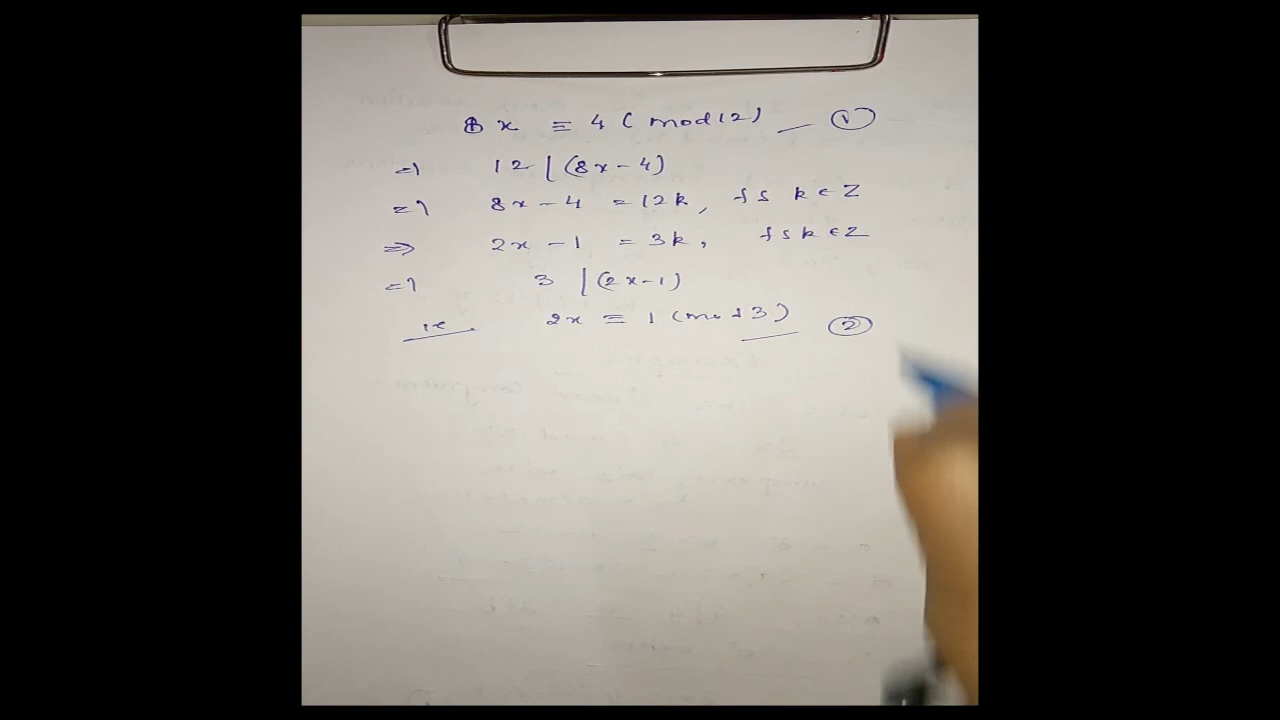 8x ≡ 4 (mod 12) — ①
⇒ 12 | (8x - 4)
⇒ 8x - 4 = 12k, fs k ∈ Z
⇒ 2x - 1 = 3k, fs k ∈ Z
⇒ 3 | (2x-1)
ie 2x ≡ 1 (mod 3) — ②